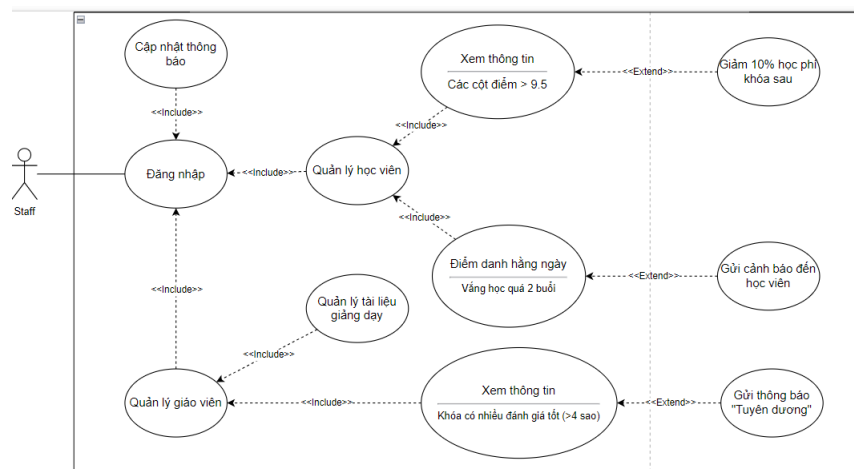 Cập nhật thông
báo
Xem thông tin
Các cột điểm > 9.5
<<Extend>>
Giảm 10% học phí
khóa sau
<<Include>>
<<Include>>
Staff
Đăng nhập
<<Include>>
Quản lý học viên
<<Include>>
Điểm danh hằng ngày
Vắng học quá 2 buổi
<<Extend>>
Gửi cảnh báo đến
học viên
<<Include>>
Quản lý tài liệu
giảng dạy
<<Include>>
Quản lý giáo viên
<<Include>>
Xem thông tin
Khóa có nhiều đánh giá tốt (>4 sao)
<<Extend>>
Gửi thông báo
"Tuyên dương"